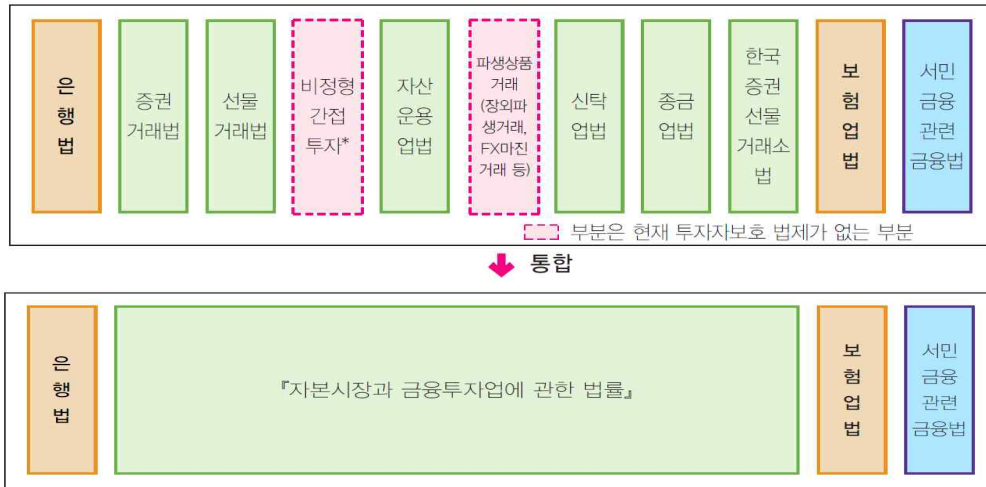 은
행
법
증권
거래법
선물
거래법
비정형
간접
투자*
자산
운용
업법
파생상품
거래
(장외파
생거래,
FX마진
거래 등)
신탁
업법
종금
업법
한국
증권
선물
거래소
법
보
험
업
법
서민
금융
관련
금융법
부분은 현재 투자자보호 법제가 없는 부분
통합
은
행
법
『자본시장과 금융투자업에 관한 법률』
보
험
업
법
서민
금융
관련
금융법